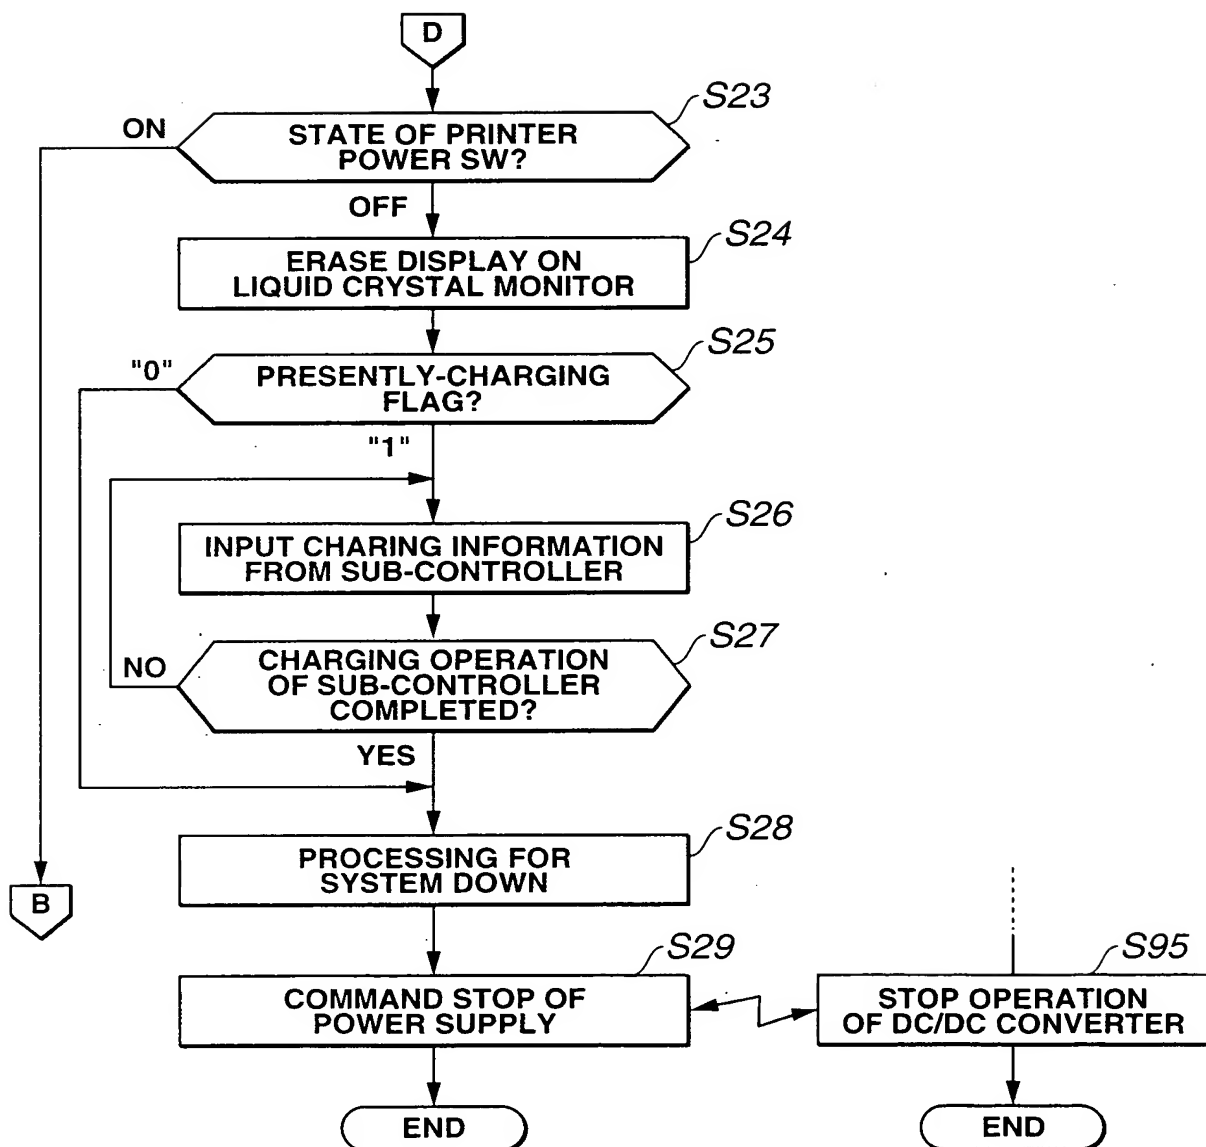 D
S23
ON
STATE OF PRINTER
POWER SW?
OFF
S24
ERASE DISPLAY ON
LIQUID CRYSTAL MONITOR
S25
"0"
PRESENTLY-CHARGING
FLAG?
"1"
S26
INPUT CHARING INFORMATION
FROM SUB-CONTROLLER
S27
NO
CHARGING OPERATION
OF SUB-CONTROLLER
COMPLETED?
YES
S28
PROCESSING FOR
SYSTEM DOWN
B
S29
COMMAND STOP OF
POWER SUPPLY
S95
STOP OPERATION
OF DC/DC CONVERTER
END
END